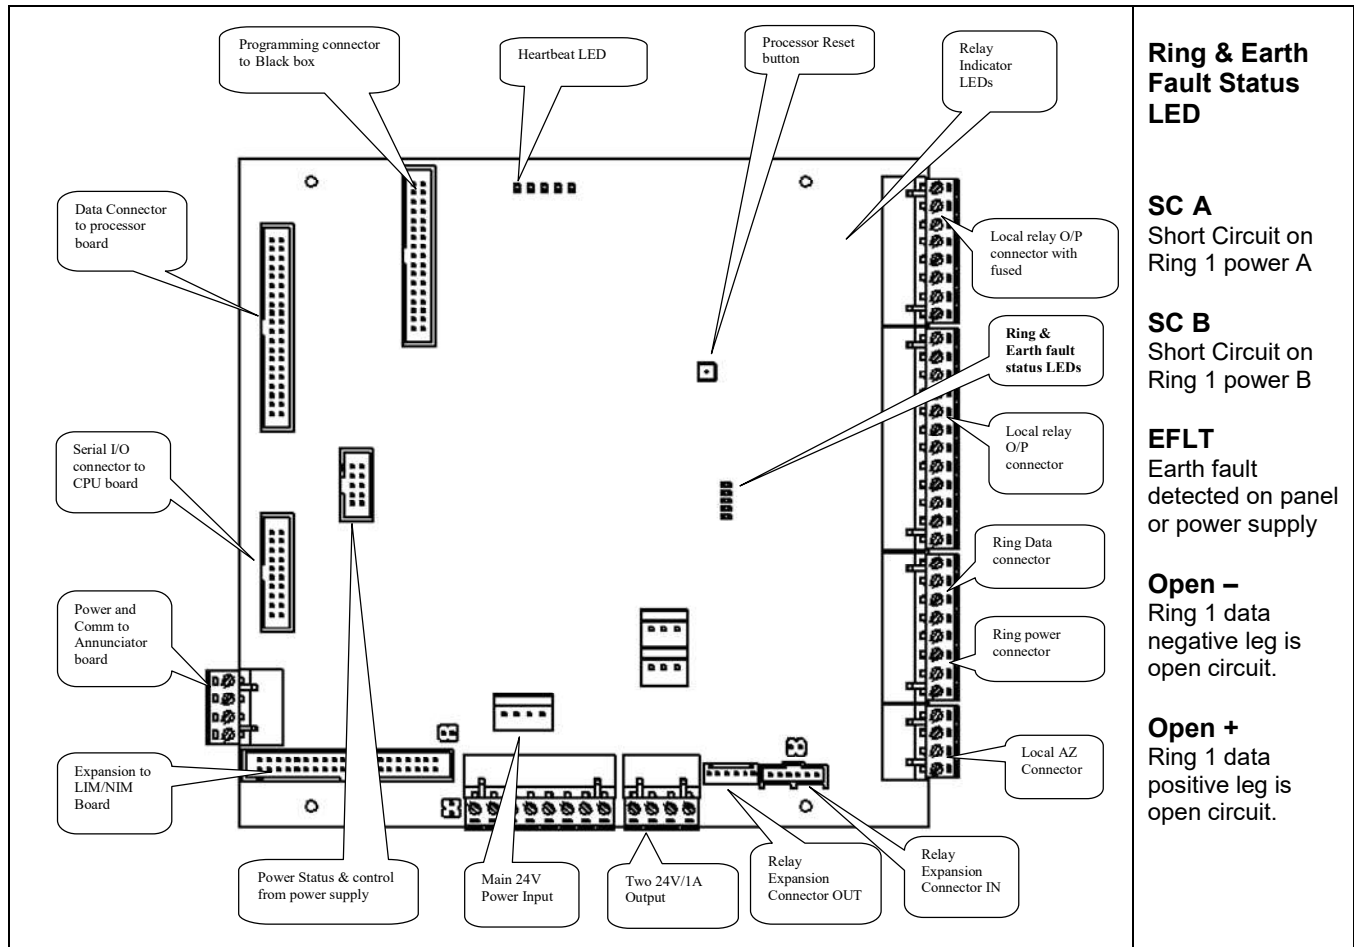 Programming connector
to Black box
Heartbeat LED
Processor Reset
button
Relay
Indicator
LEDs
Data Connector
to processor
board
Local relay O/P
connector with
fused
Ring &
Earth fault
status LEDs
Serial I/O
connector to
CPU board
Local relay
O/P
connector
Ring Data
connector
Power and
Comm to
Annunciator
board
Ring power
connector
Expansion to
LIM/NIM
Board
Local AZ
Connector
Power Status & control
from power supply
Main 24V
Power Input
Two 24V/1A
Output
Relay
Expansion
Connector OUT
Relay
Expansion
Connector IN
Ring & Earth
Fault Status
LED
SC A
Short Circuit on
Ring 1 power A
SC B
Short Circuit on
Ring 1 power B
EFLT
Earth fault
detected on panel
or power supply
Open –
Ring 1 data
negative leg is
open circuit.
Open +
Ring 1 data
positive leg is
open circuit.